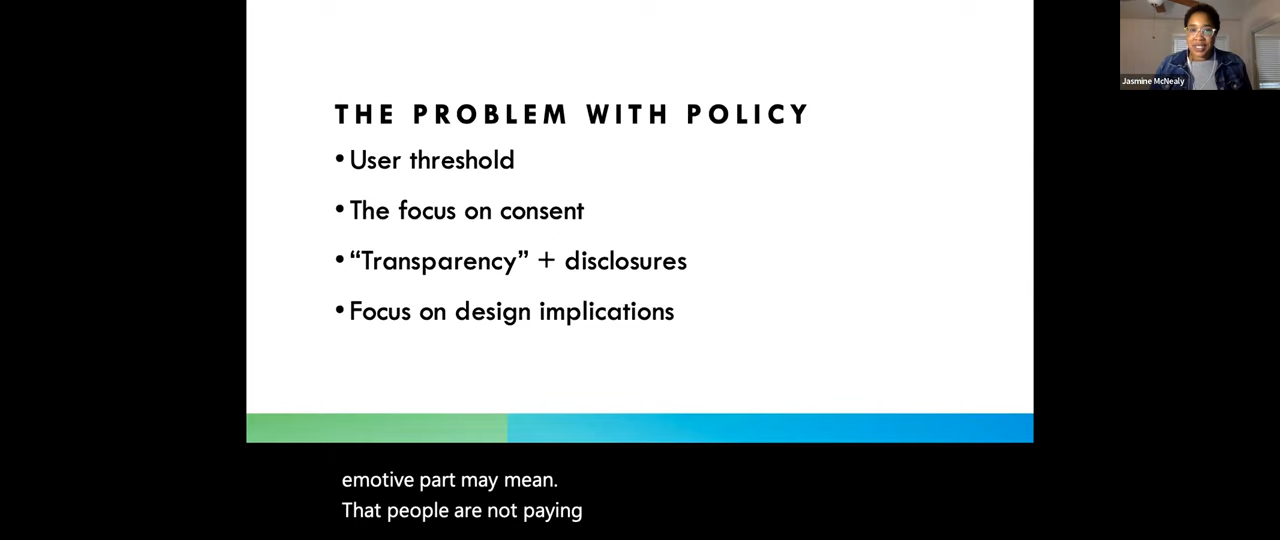 THE PROBLEM WITH POLICY
• User threshold
• The focus on consent
• “Transparency” + disclosures
• Focus on design implications
Jasmine McNealy
emotive part may mean.
That people are not paying